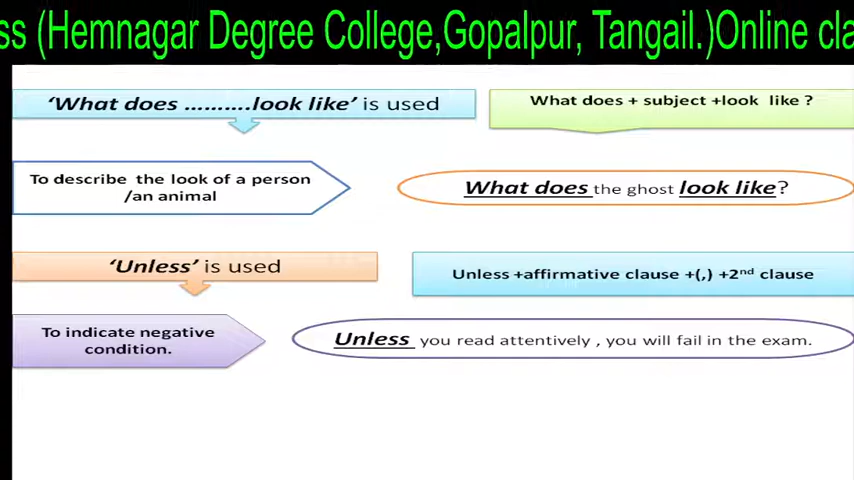 ss (Hemnagar Degree College,Gopalpur, Tangail.)Online cla
‘What does ..........look like’ is used
What does + subject +look like ?
To describe the look of a person
/an animal
What does the ghost look like?
‘Unless’ is used
Unless +affirmative clause +(,) +2nd clause
To indicate negative
condition.
Unless you read attentively , you will fail in the exam.